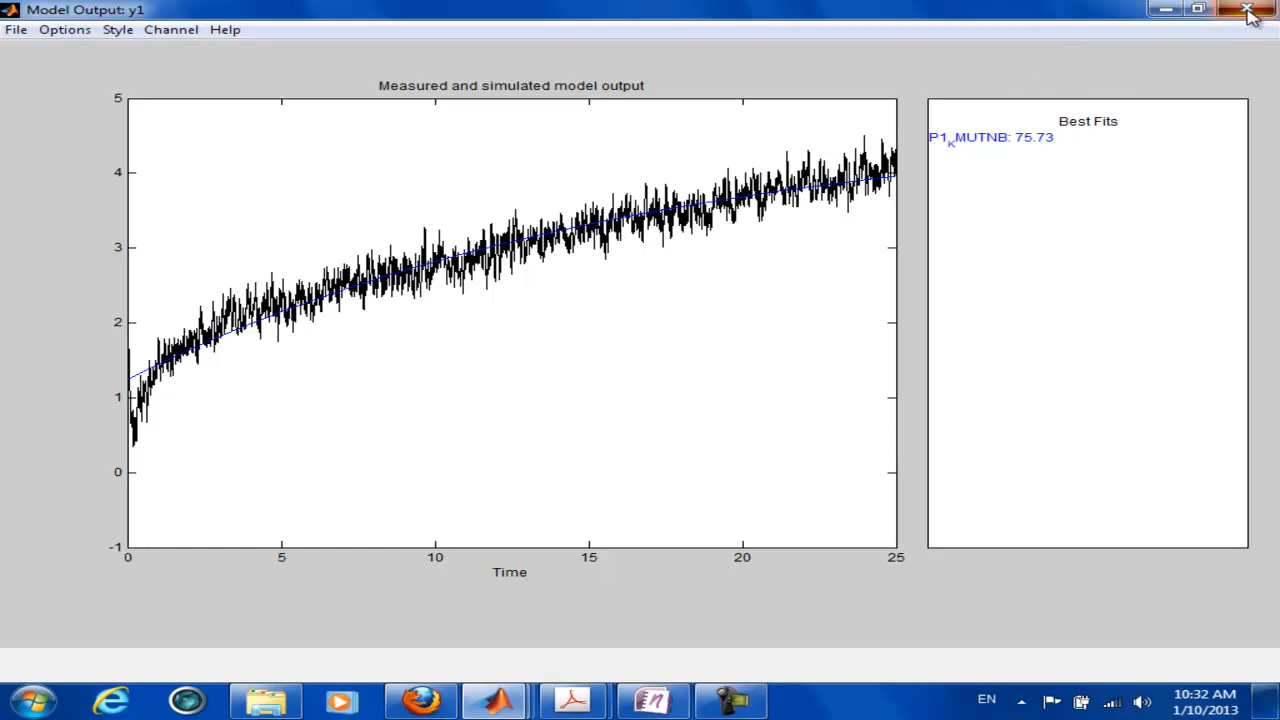 Model Output: y1
File Options Style Channel Help
Measured and simulated model output
5
4
3
2
1
0
-1
0 5 10 15 20 25
Time
Best Fits
P1KMUTNB: 75.73
EN
10:32 AM
1/10/2013